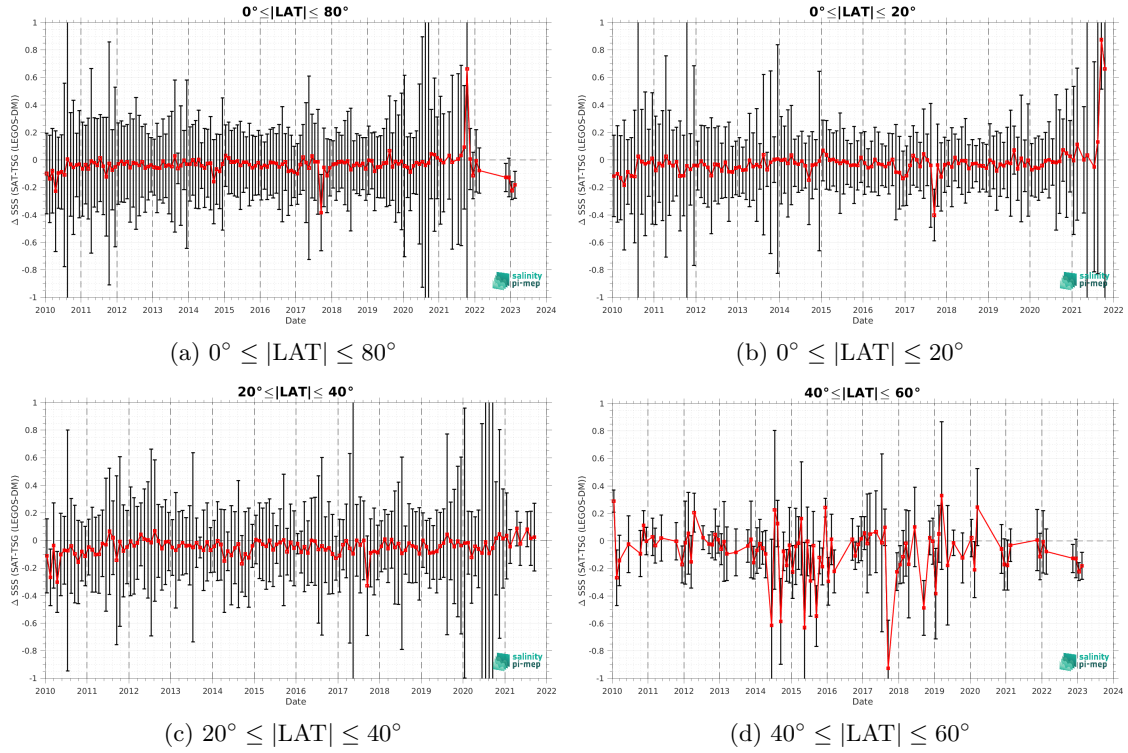 0°≤|LAT|≤ 80°
Δ SSS (SAT-TSG (LEGOS-DM))
1
0.8
0.6
0.4
0.2
0
-0.2
-0.4
-0.6
-0.8
-1
2010 2011 2012 2013 2014 2015 2016 2017 2018 2019 2020 2021 2022 2023 2024
Date
salinity
pi-mep
(a) 0° ≤ |LAT| ≤ 80°
0°≤|LAT|≤ 20°
Δ SSS (SAT-TSG (LEGOS-DM))
1
0.8
0.6
0.4
0.2
0
-0.2
-0.4
-0.6
-0.8
-1
2010 2011 2012 2013 2014 2015 2016 2017 2018 2019 2020 2021 2022
Date
salinity
pi-mep
(b) 0° ≤ |LAT| ≤ 20°
20°≤|LAT|≤ 40°
Δ SSS (SAT-TSG (LEGOS-DM))
1
0.8
0.6
0.4
0.2
0
-0.2
-0.4
-0.6
-0.8
-1
2010 2011 2012 2013 2014 2015 2016 2017 2018 2019 2020 2021 2022
Date
salinity
pi-mep
(c) 20° ≤ |LAT| ≤ 40°
40°≤|LAT|≤ 60°
Δ SSS (SAT-TSG (LEGOS-DM))
1
0.8
0.6
0.4
0.2
0
-0.2
-0.4
-0.6
-0.8
-1
2010 2011 2012 2013 2014 2015 2016 2017 2018 2019 2020 2021 2022 2023 2024
Date
salinity
pi-mep
(d) 40° ≤ |LAT| ≤ 60°